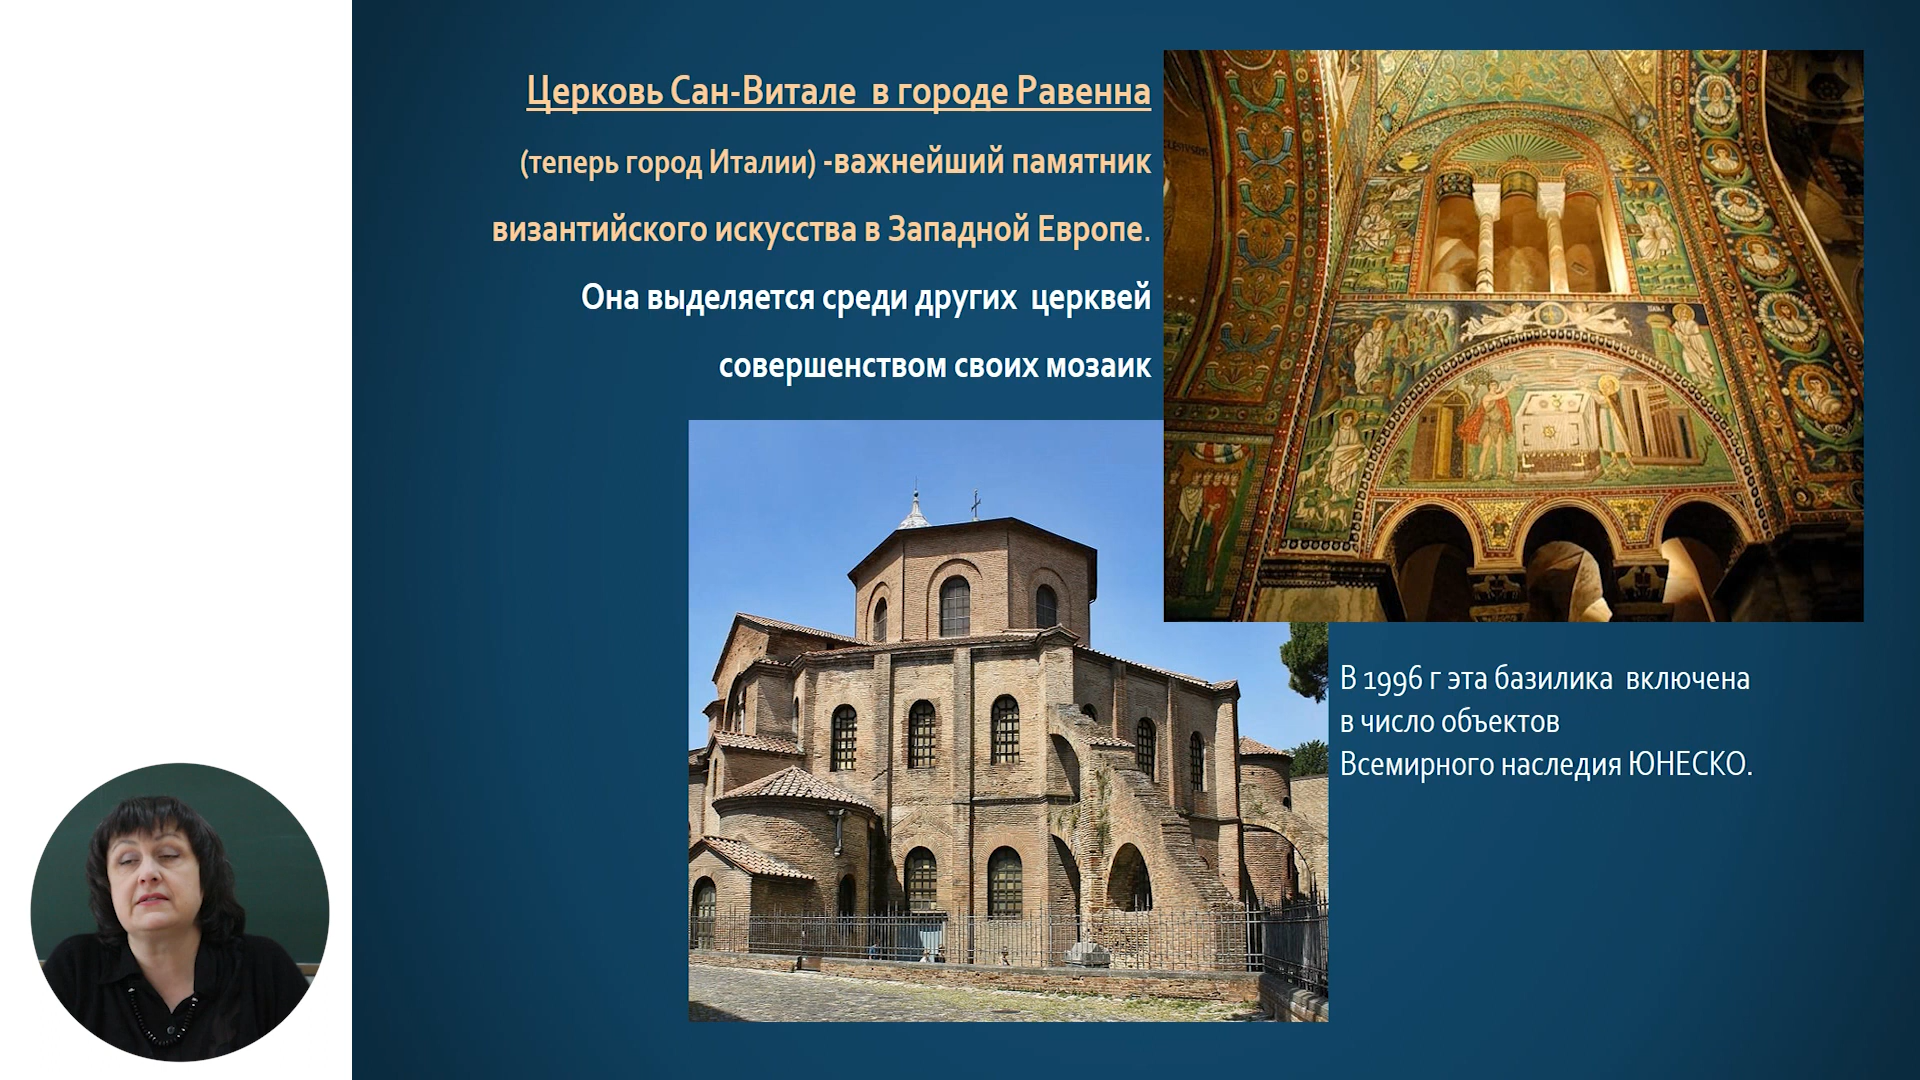 Церковь Сан-Витале в городе Равенна
(теперь город Италии) -важнейший памятник
византийского искусства в Западной Европе.
Она выделяется среди других церквей
совершенством своих мозаик
В 1996 г эта базилика включена
в число объектов
Всемирного наследия ЮНЕСКО.